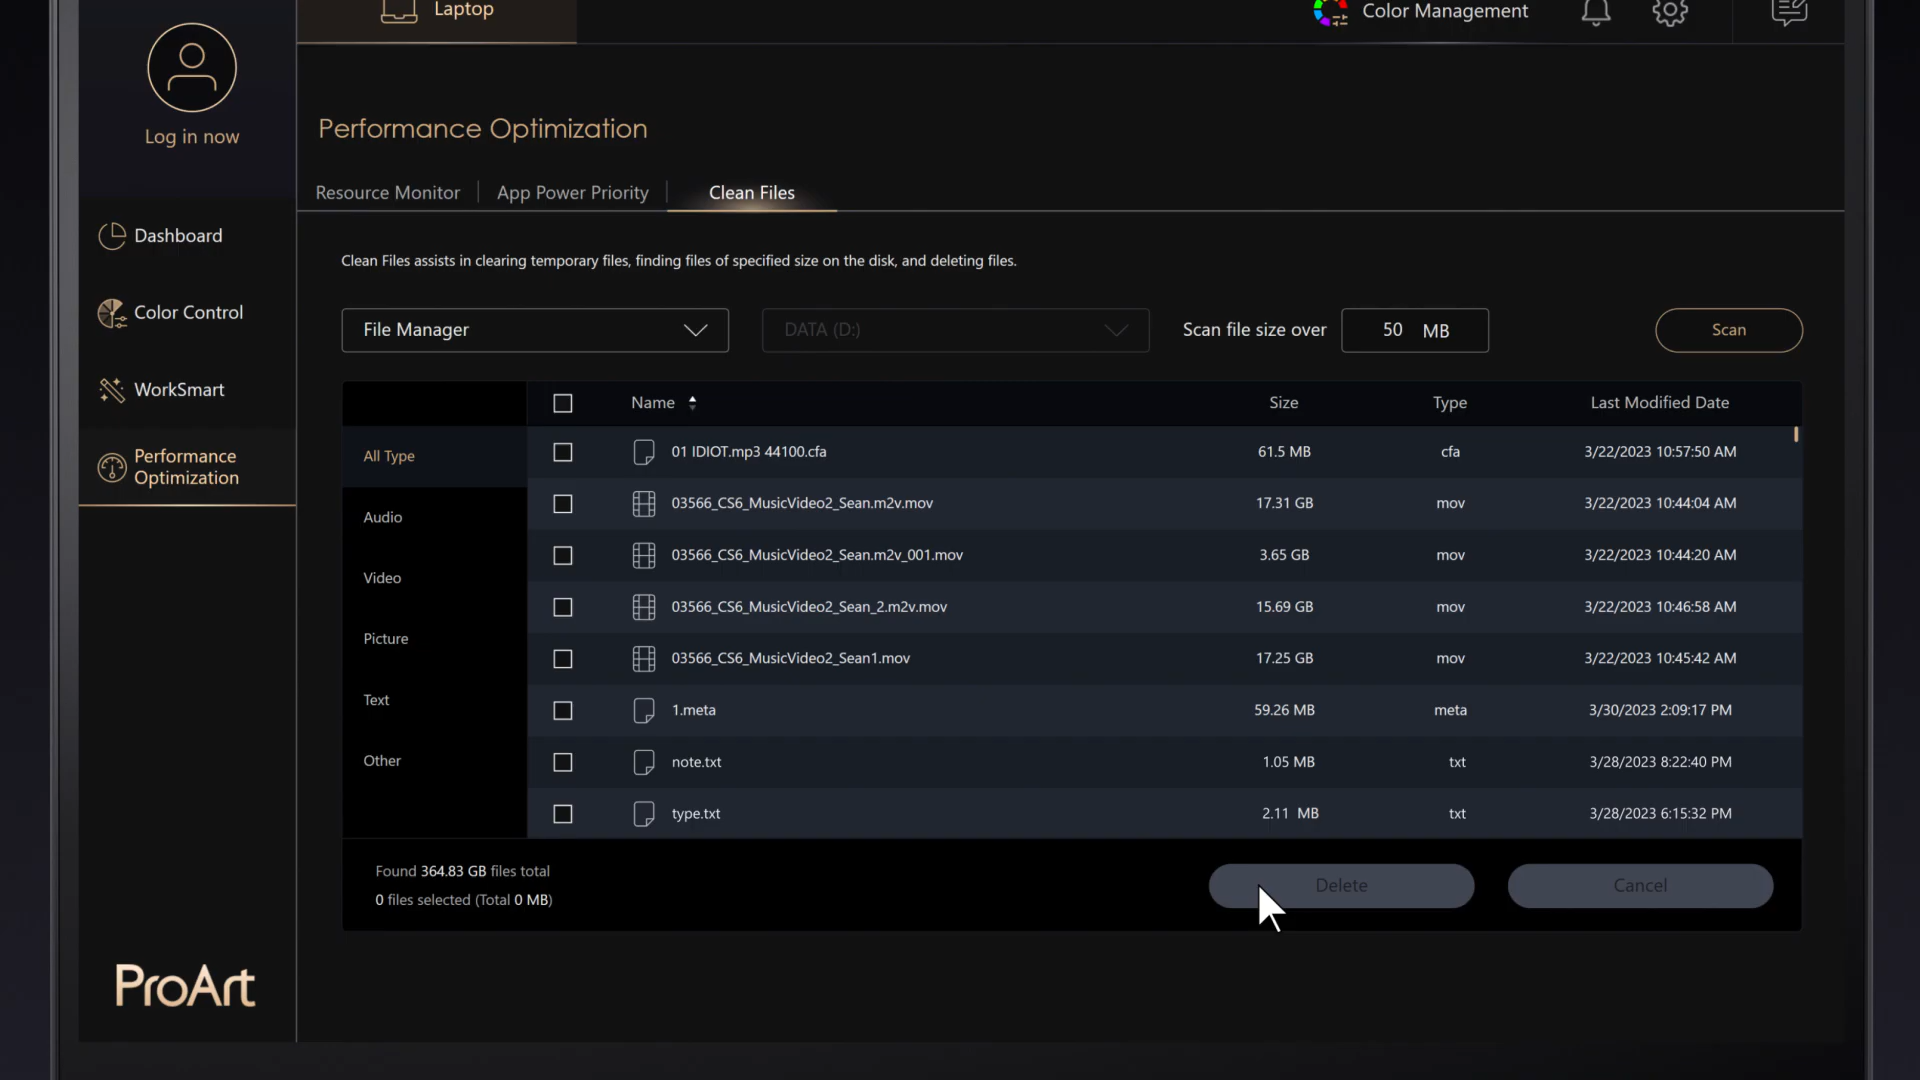 Laptop
Color Management
Log in now
Performance Optimization
Resource Monitor
App Power Priority
Clean Files
Dashboard
Color Control
WorkSmart
Performance
Optimization
Clean Files assists in clearing temporary files, finding files of specified size on the disk, and deleting files.
File Manager
DATA (D:)
Scan file size over
50 MB
Scan
Name Size Type Last Modified Date
All Type
Audio
Video
Picture
Text
Other
01 IDIOT.mp3 44100.cfa 61.5 MB cfa 3/22/2023 10:57:50 AM
03566_CS6_MusicVideo2_Sean.m2v.mov 17.31 GB mov 3/22/2023 10:44:04 AM
03566_CS6_MusicVideo2_Sean.m2v_001.mov 3.65 GB mov 3/22/2023 10:44:20 AM
03566_CS6_MusicVideo2_Sean_2.m2v.mov 15.69 GB mov 3/22/2023 10:46:58 AM
03566_CS6_MusicVideo2_Sean1.mov 17.25 GB mov 3/22/2023 10:45:42 AM
1.meta 59.26 MB meta 3/30/2023 2:09:17 PM
note.txt 1.05 MB txt 3/28/2023 8:22:40 PM
type.txt 2.11 MB txt 3/28/2023 6:15:32 PM
Found 364.83 GB files total
0 files selected (Total 0 MB)
Delete
Cancel
ProArt